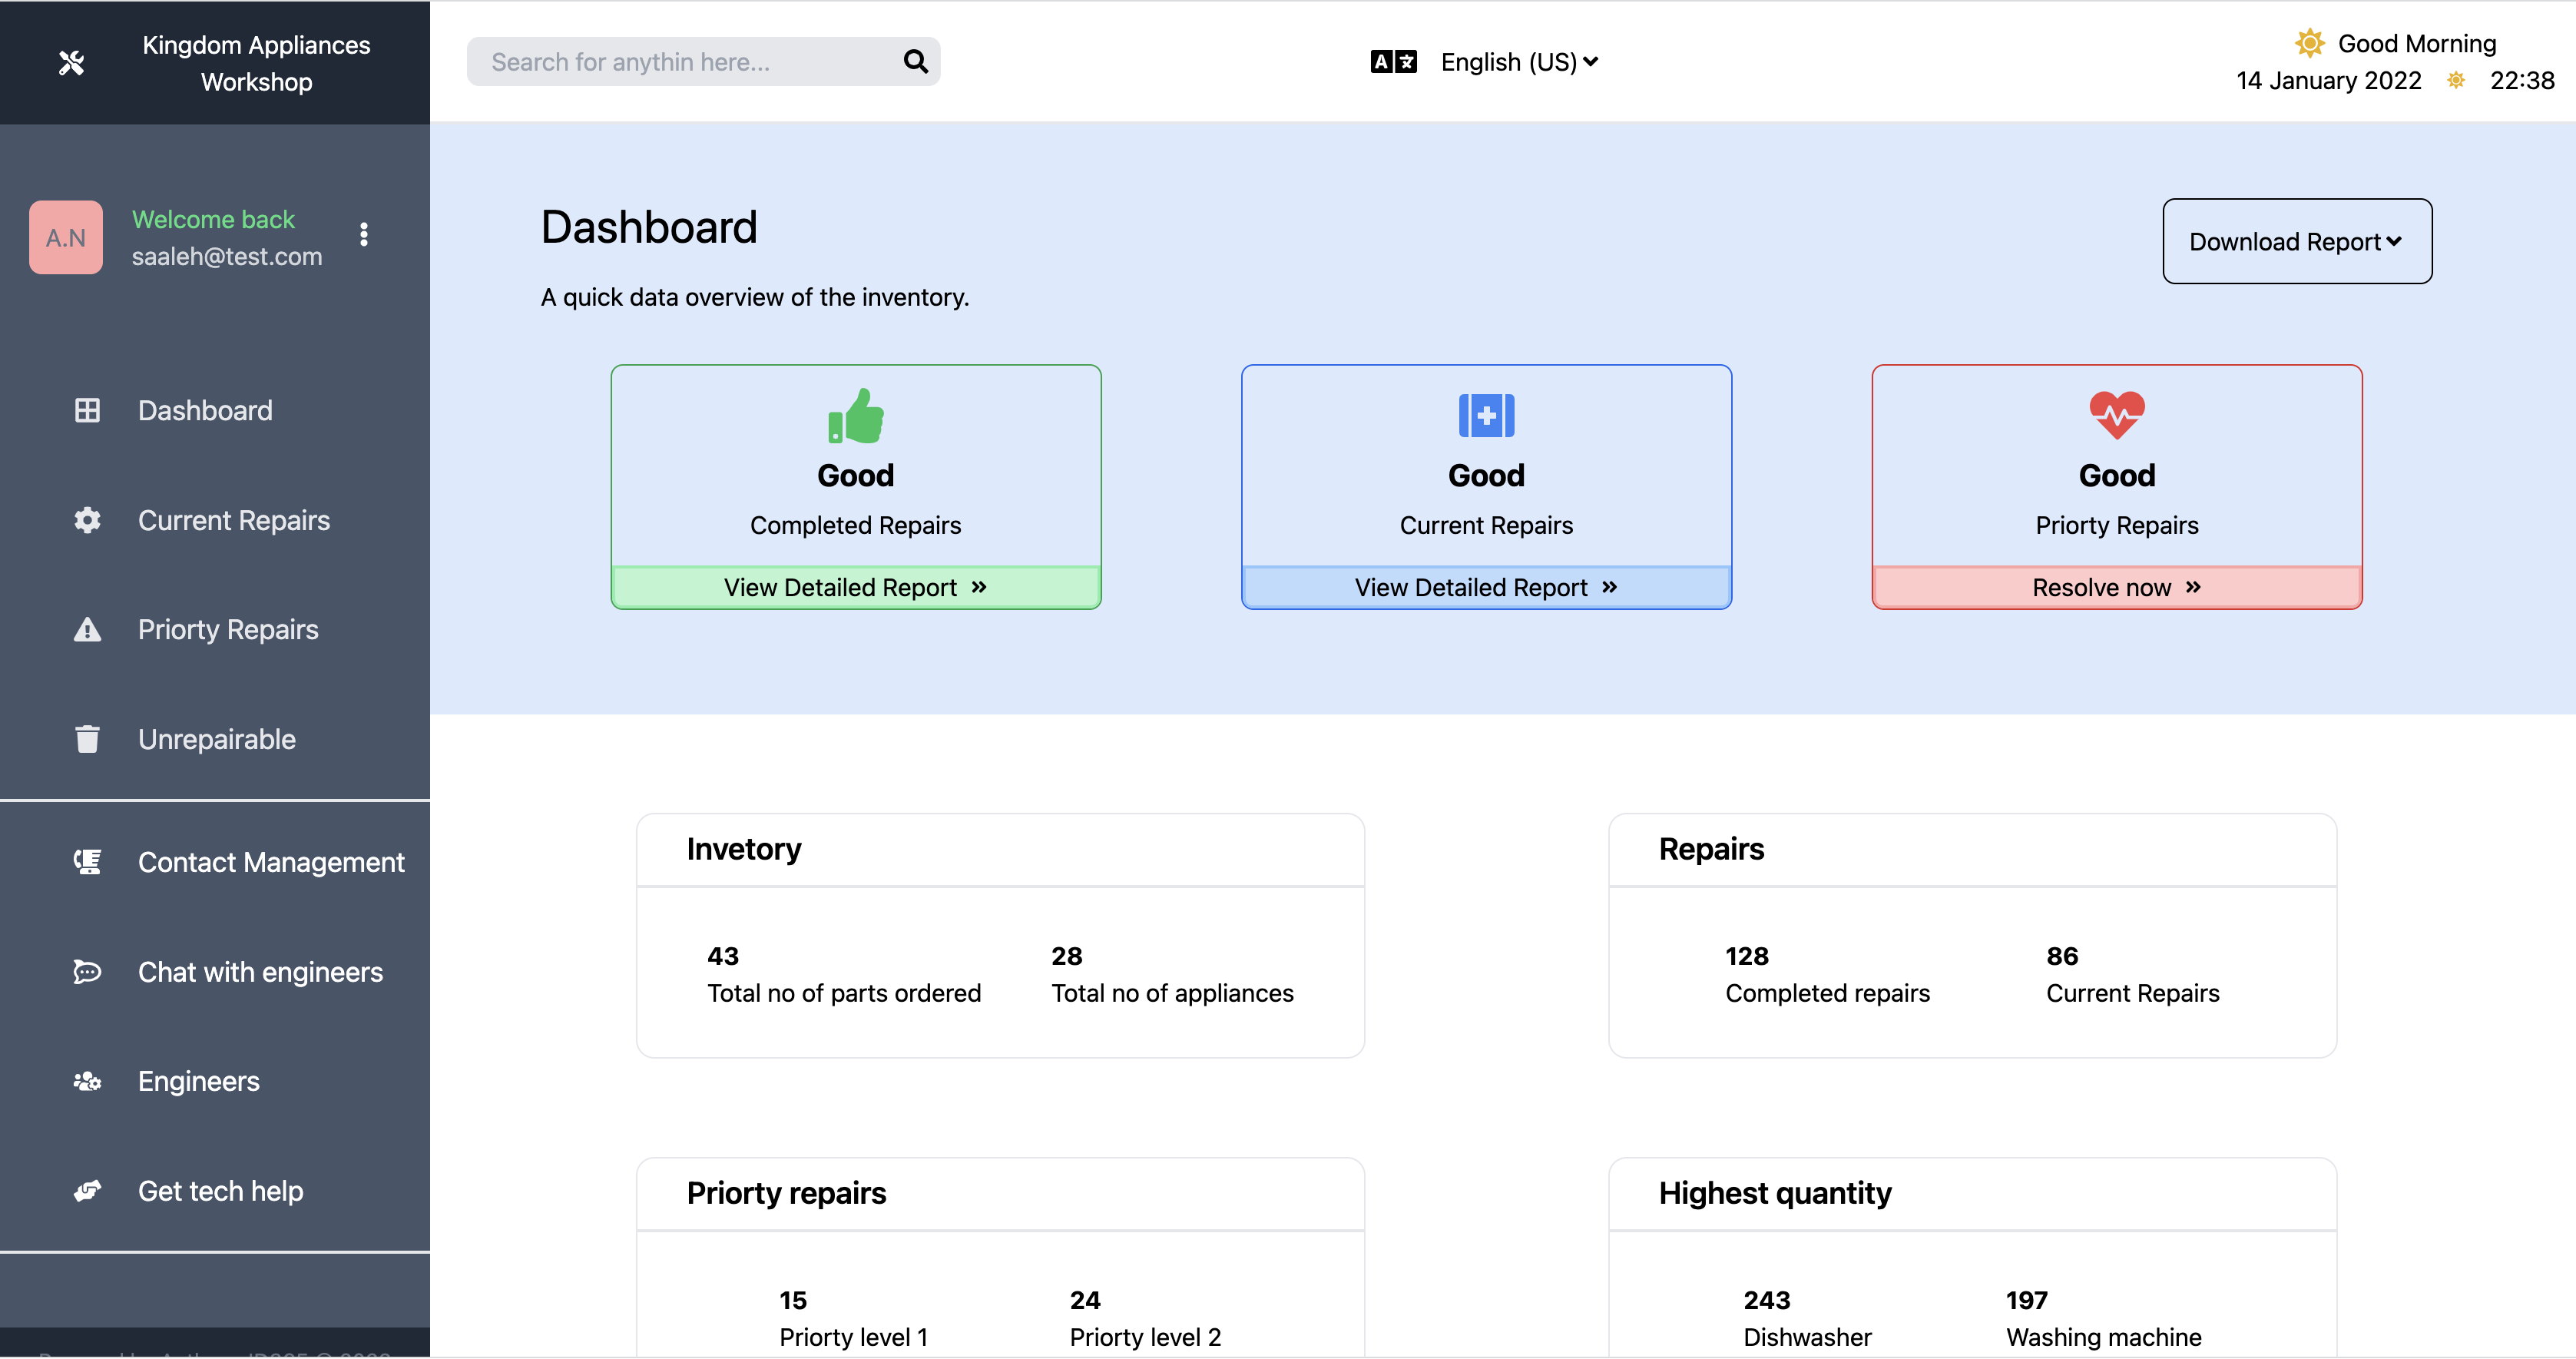 Kingdom Appliances
Workshop
Search for anythin here...
English (US)
Good Morning
14 January 2022 22:38
A.N
Welcome back
saaleh@test.com
Dashboard
Current Repairs
Priorty Repairs
Unrepairable
Contact Management
Chat with engineers
Engineers
Get tech help
Dashboard
A quick data overview of the inventory.
Download Report
Good
Completed Repairs
View Detailed Report »
Good
Current Repairs
View Detailed Report »
Good
Priorty Repairs
Resolve now »
Invetory
43
Total no of parts ordered
28
Total no of appliances
Repairs
128
Completed repairs
86
Current Repairs
Priorty repairs
15
Priorty level 1
24
Priorty level 2
Highest quantity
243
Dishwasher
197
Washing machine